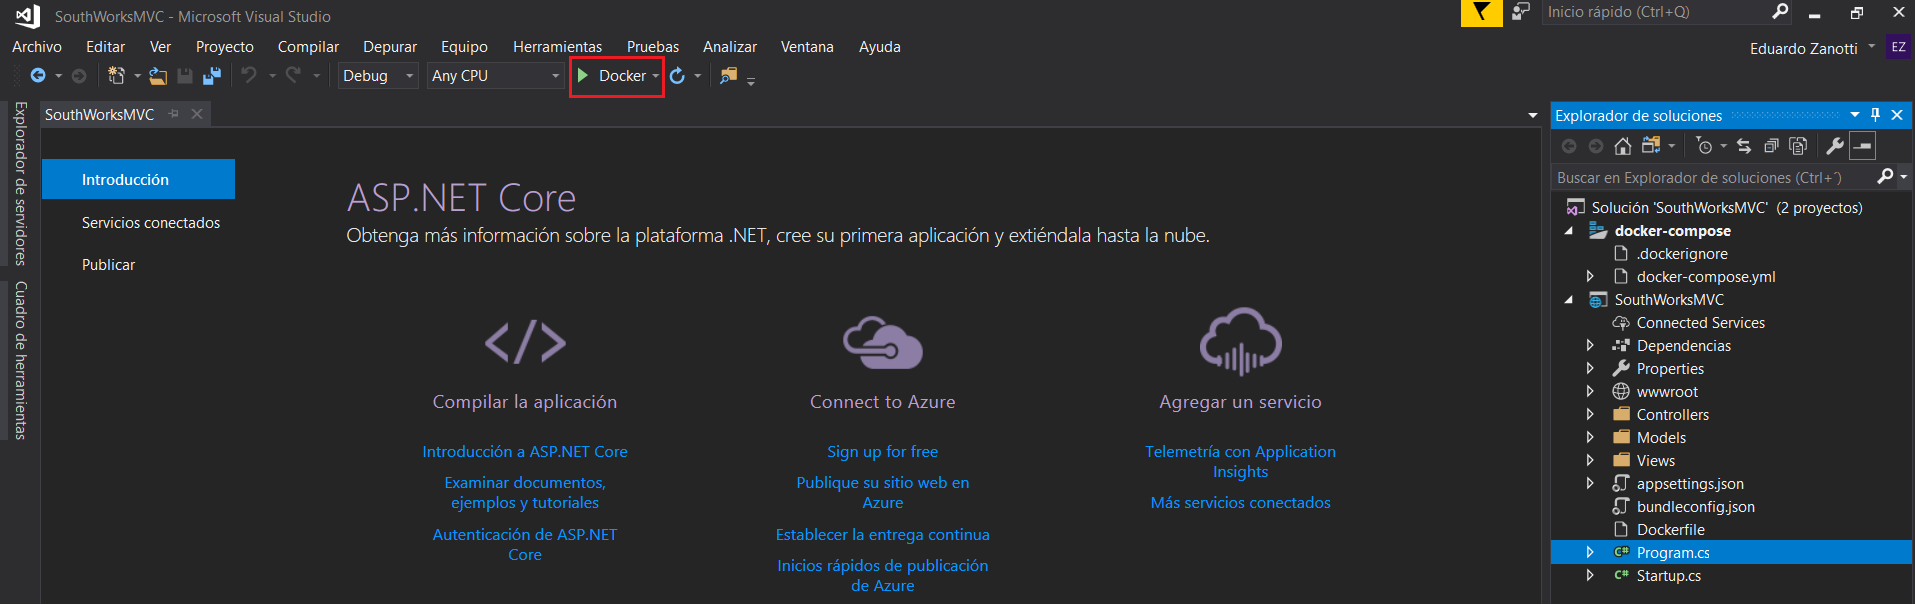 SouthWorksMVC - Microsoft Visual Studio
Inicio rápido (Ctrl+Q)
Archivo Editar Ver Proyecto Compilar Depurar Equipo Herramientas Pruebas Analizar Ventana Ayuda
Eduardo Zanotti EZ
Debug Any CPU Docker
Explorador de servidores
Cuadro de herramientas
SouthWorksMVC
Introducción
Servicios conectados
Publicar
ASP.NET Core
Obtenga más información sobre la plataforma .NET, cree su primera aplicación y extiéndala hasta la nube.
Compilar la aplicación
Introducción a ASP.NET Core
Examinar documentos,
ejemplos y tutoriales
Autenticación de ASP.NET
Core
Connect to Azure
Sign up for free
Publique su sitio web en
Azure
Establecer la entrega continua
Inicios rápidos de publicación
de Azure
Agregar un servicio
Telemetría con Application
Insights
Más servicios conectados
Explorador de soluciones
Buscar en Explorador de soluciones (Ctrl+´)
Solución 'SouthWorksMVC' (2 proyectos)
docker-compose
.dockerignore
docker-compose.yml
SouthWorksMVC
Connected Services
Dependencias
Properties
wwwroot
Controllers
Models
Views
appsettings.json
bundleconfig.json
Dockerfile
C# Program.cs
C# Startup.cs